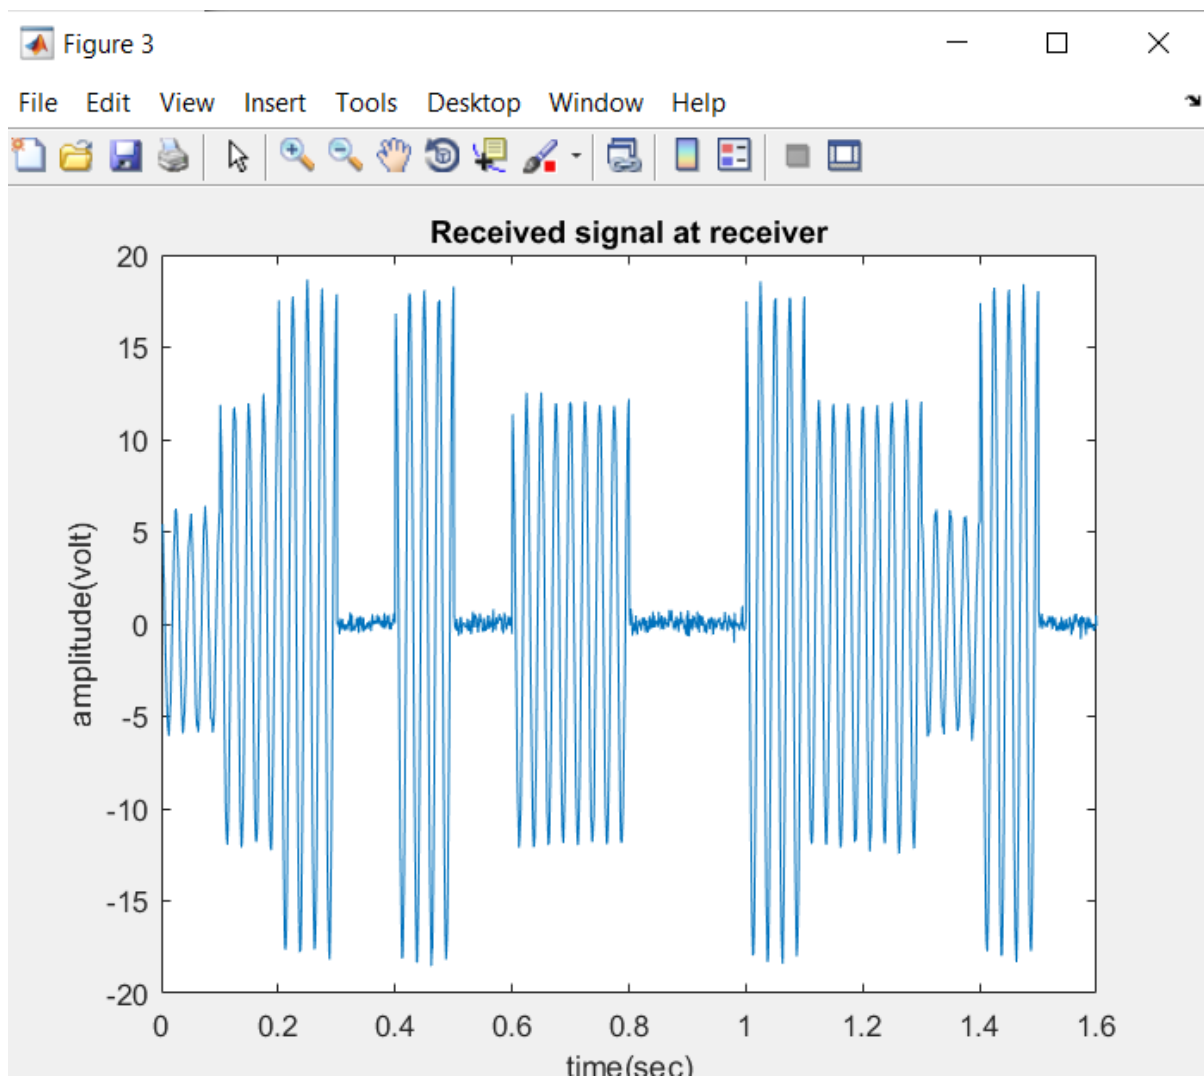 Figure 3
File Edit View Insert Tools Desktop Window Help
Received signal at receiver
20
15
10
5
0
-5
-10
-15
-20
amplitude(volt)
0 0.2 0.4 0.6 0.8 1 1.2 1.4 1.6
time(sec)